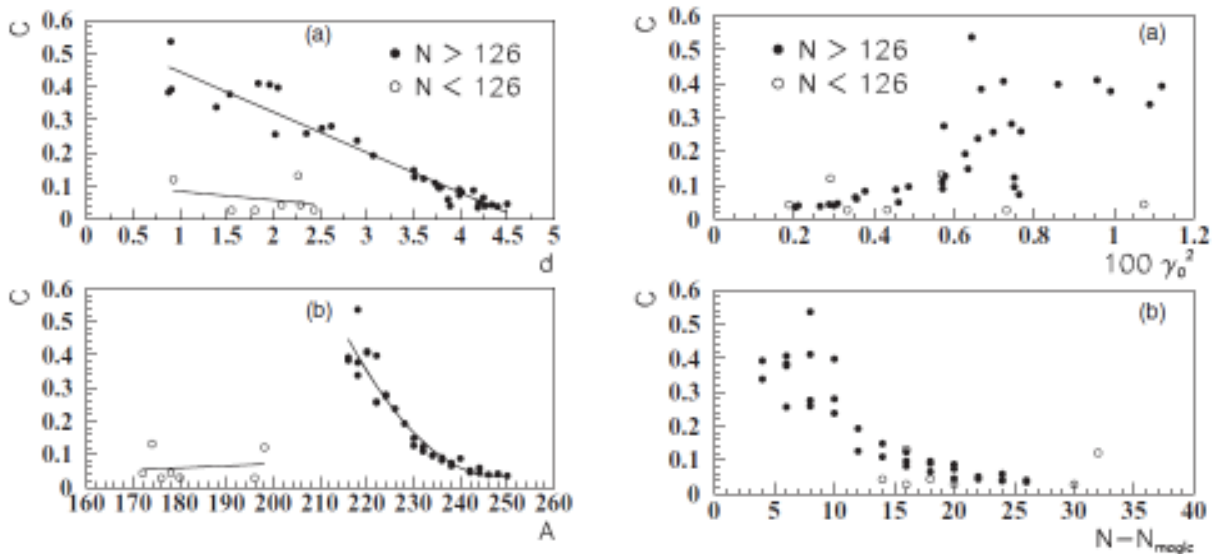 C
0.6
0.5
0.4
0.3
0.2
0.1
0
(a)
● N > 126
○ N < 126
0 0.5 1 1.5 2 2.5 3 3.5 4 4.5 5
d
C
0.6
0.5
0.4
0.3
0.2
0.1
0
(b)
160 170 180 190 200 210 220 230 240 250 260
A
C
0.6
0.5
0.4
0.3
0.2
0.1
0
(a)
● N > 126
○ N < 126
0 0.2 0.4 0.6 0.8 1 1.2
100 γ₀²
C
0.6
0.5
0.4
0.3
0.2
0.1
0
(b)
0 5 10 15 20 25 30 35 40
N−Nmagic